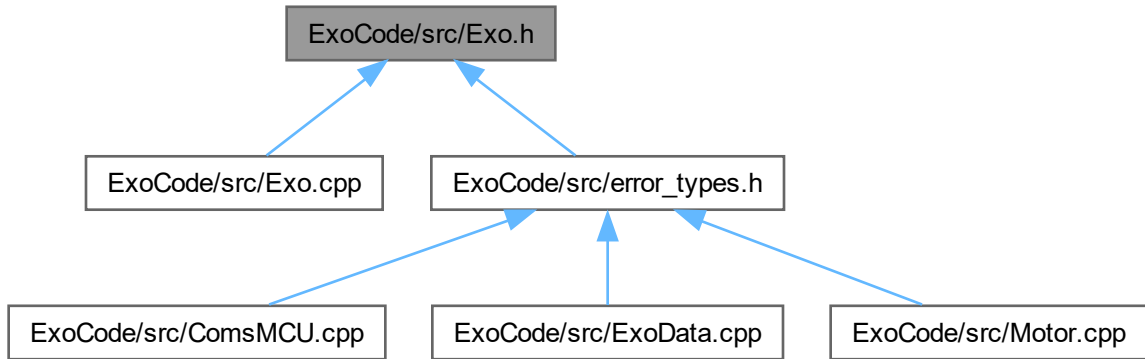 ExoCode/src/Exo.h
ExoCode/src/Exo.cpp
ExoCode/src/error_types.h
ExoCode/src/ComsMCU.cpp
ExoCode/src/ExoData.cpp
ExoCode/src/Motor.cpp